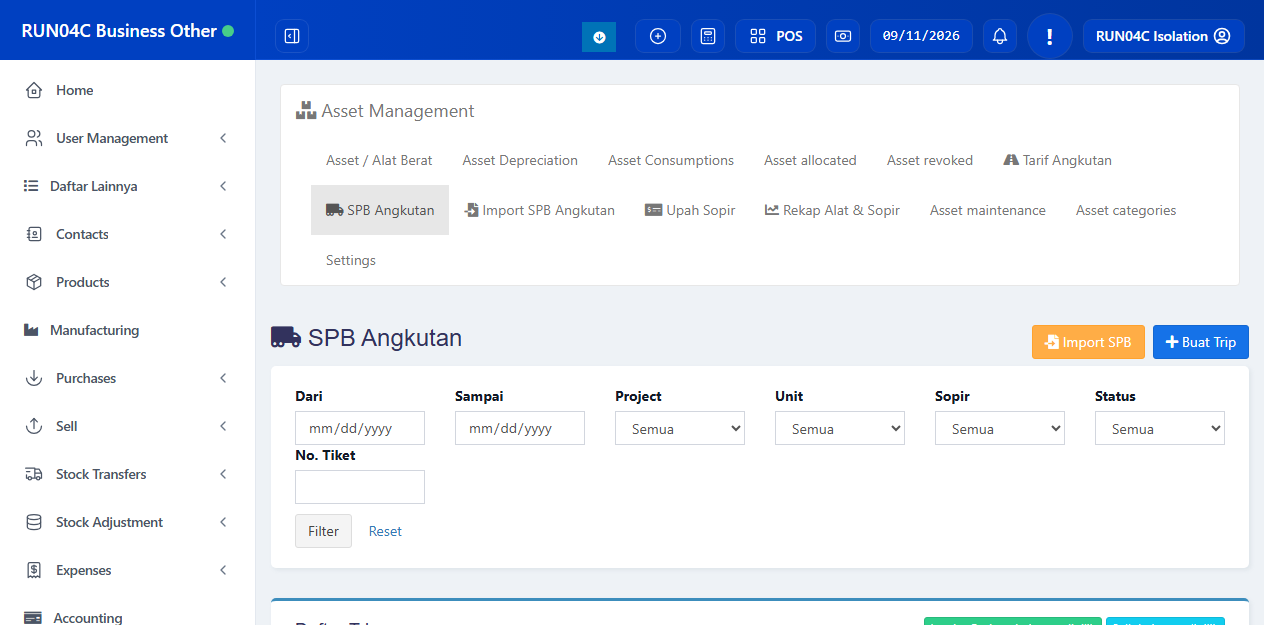 RUN04C Business Other
POS
09/11/2026
RUN04C Isolation
Home
User Management
Daftar Lainnya
Contacts
Products
Manufacturing
Purchases
Sell
Stock Transfers
Stock Adjustment
Expenses
Accounting
Asset Management
Asset / Alat Berat
Asset Depreciation
Asset Consumptions
Asset allocated
Asset revoked
Tarif Angkutan
SPB Angkutan
Import SPB Angkutan
Upah Sopir
Rekap Alat & Sopir
Asset maintenance
Asset categories
Settings
SPB Angkutan
Import SPB
Buat Trip
Dari
Sampai
Project
Unit
Sopir
Status
mm/dd/yyyy
mm/dd/yyyy
Semua
Semua
Semua
Semua
No. Tiket
Filter
Reset